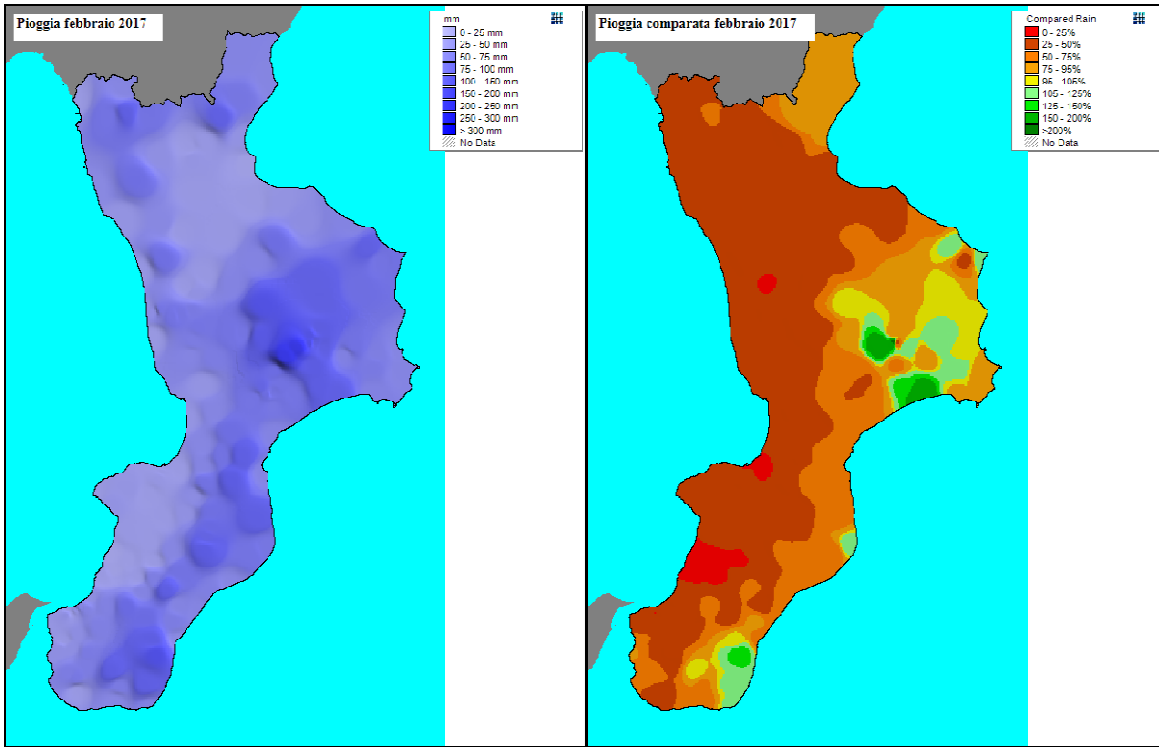 Pioggia febbraio 2017
mm
0 - 25 mm
25 - 50 mm
50 - 75 mm
75 - 100 mm
100 - 150 mm
150 - 200 mm
200 - 250 mm
250 - 300 mm
> 300 mm
No Data
Pioggia comparata febbraio 2017
Compared Rain
0 - 25%
25 - 50%
50 - 75%
75 - 95%
95 - 105%
105 - 125%
125 - 150%
150 - 200%
>200%
No Data